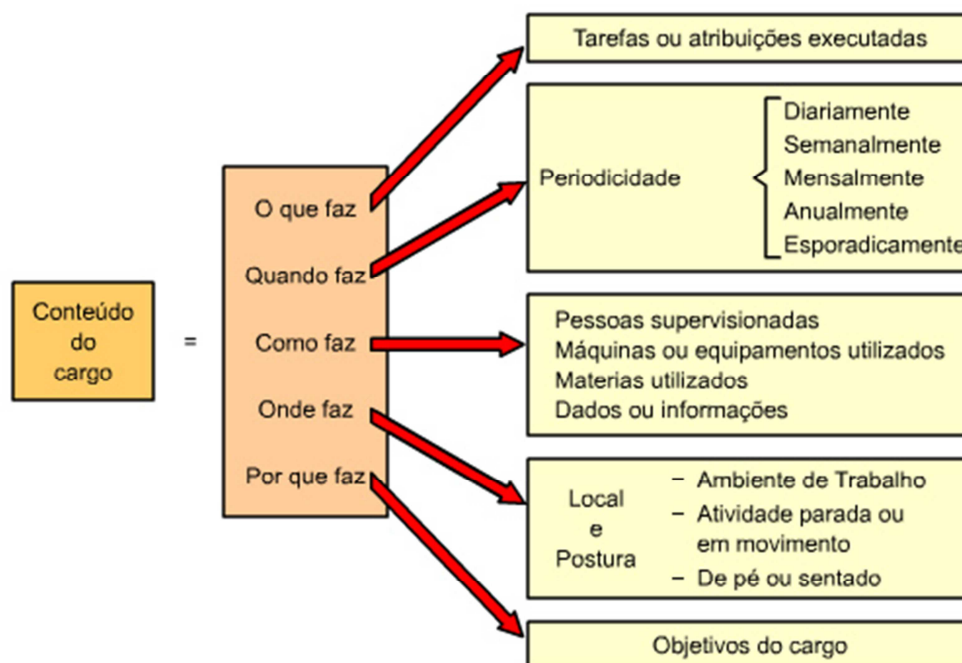 Conteúdo
do
cargo
=
O que faz
Quando faz
Como faz
Onde faz
Por que faz
Tarefas ou atribuições executadas
Periodicidade
Diariamente
Semanalmente
Mensalmente
Anualmente
Esporadicamente
Pessoas supervisionadas
Máquinas ou equipamentos utilizados
Materias utilizados
Dados ou informações
Local
e
Postura
– Ambiente de Trabalho
– Atividade parada ou
em movimento
– De pé ou sentado
Objetivos do cargo